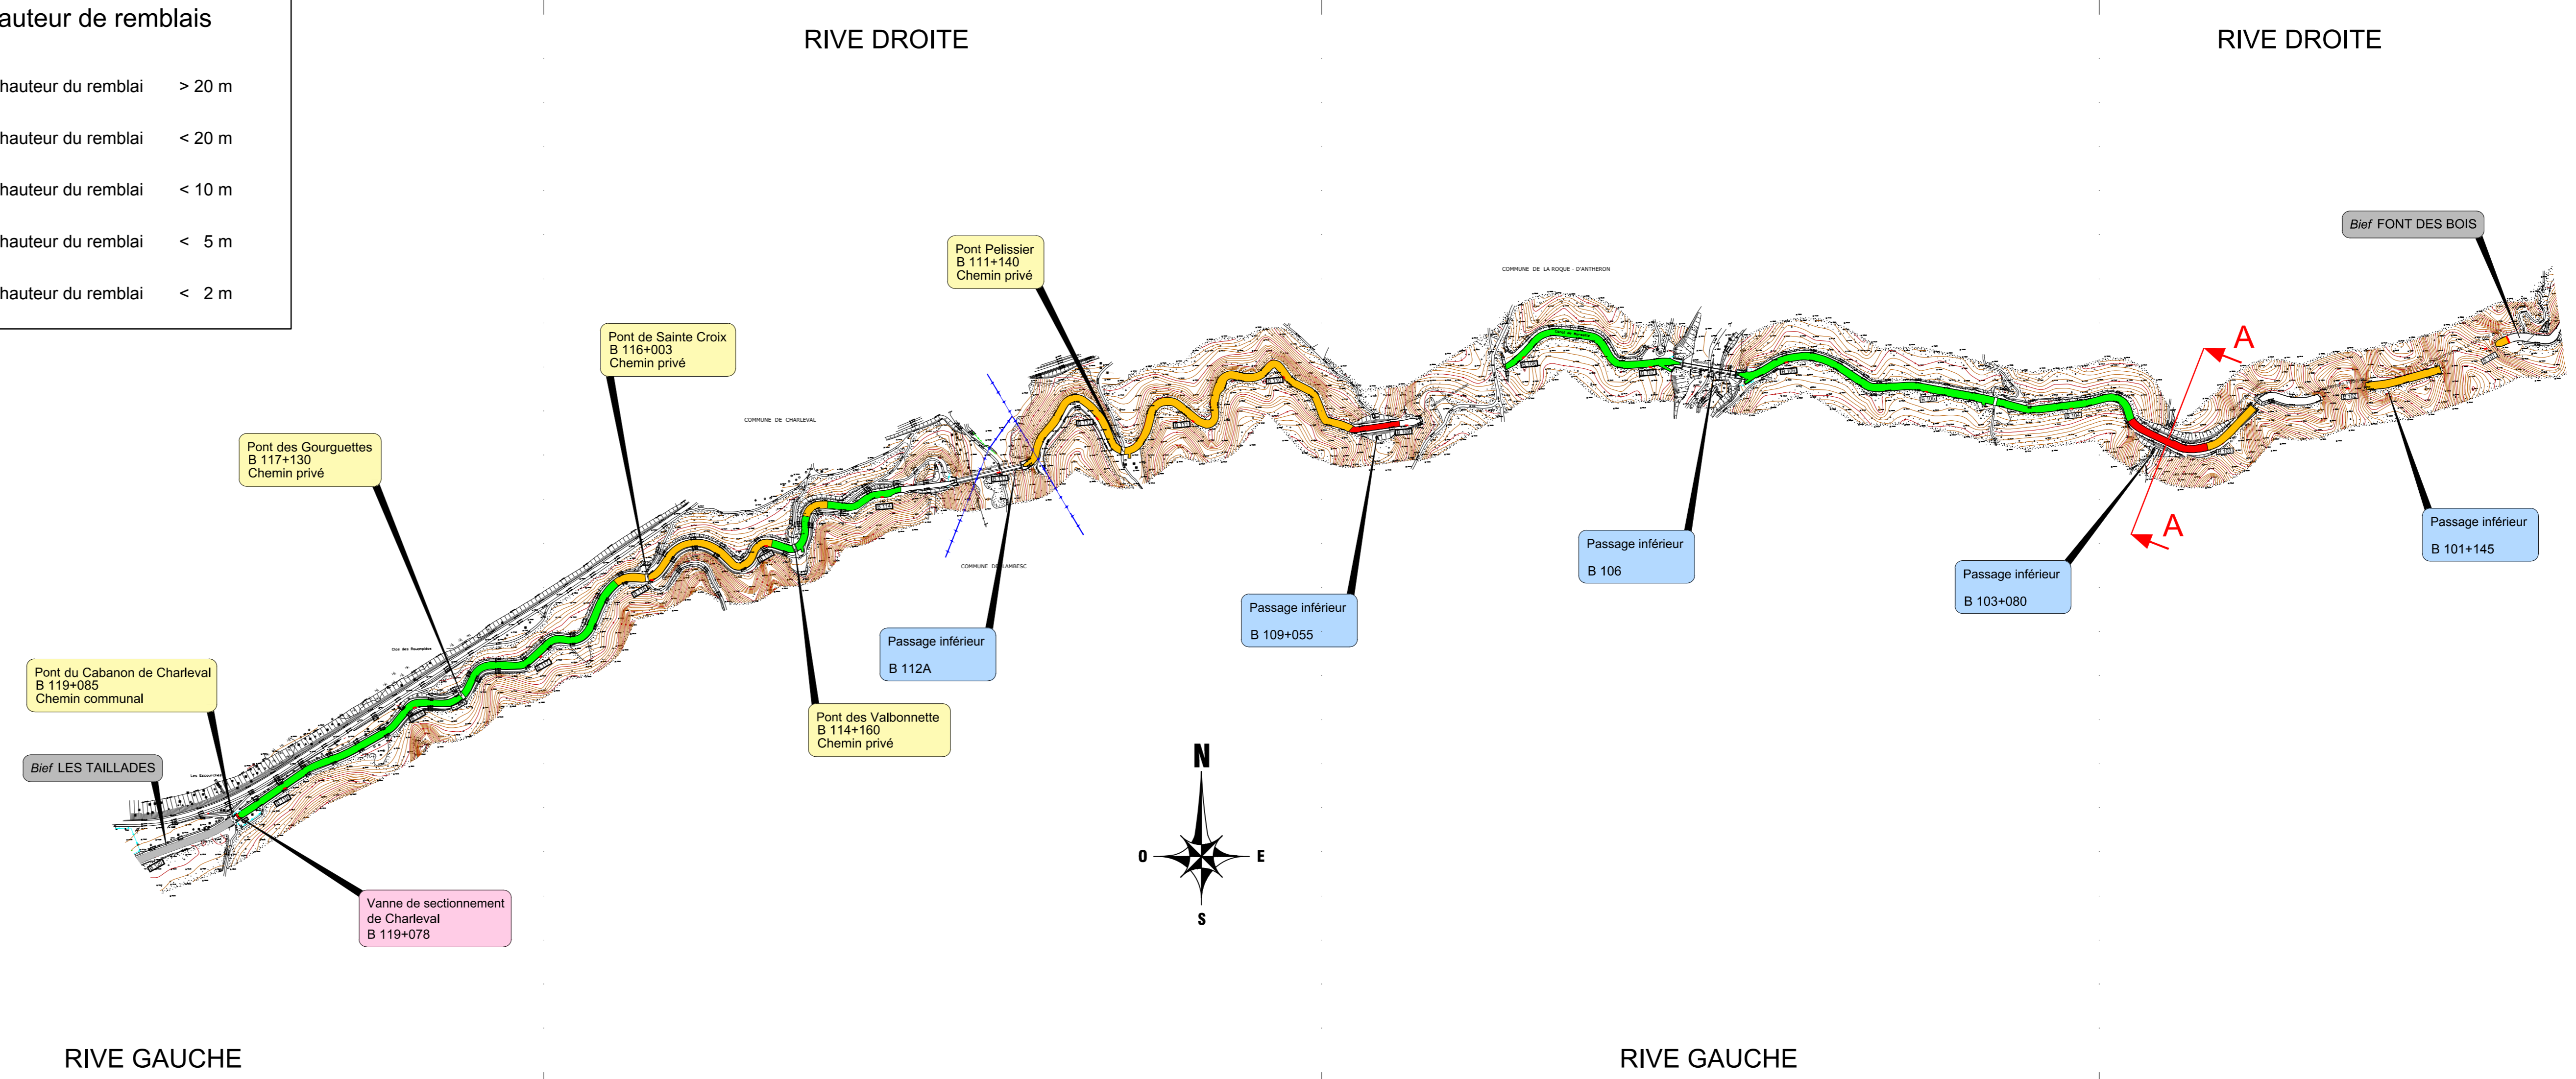 auteur de remblais
hauteur du remblai > 20 m
hauteur du remblai < 20 m
hauteur du remblai < 10 m
hauteur du remblai < 5 m
hauteur du remblai < 2 m
RIVE DROITE
RIVE DROITE
Bief FONT DES BOIS
Pont Pelissier
B 111+140
Chemin privé
COMMUNE DE LA ROQUE - D'ANTHERON
Pont de Sainte Croix
B 116+003
Chemin privé
A
COMMUNE DE CHARLEVAL
Pont des Gourguettes
B 117+130
Chemin privé
A
Passage inférieur
B 101+145
Passage inférieur
B 106
Passage inférieur
B 103+080
COMMUNE DE LAMBESC
Passage inférieur
B 109+055
Passage inférieur
B 112A
Pont du Cabanon de Charleval
B 119+085
Chemin communal
Pont des Valbonnette
B 114+160
Chemin privé
Bief LES TAILLADES
Vanne de sectionnement
de Charleval
B 119+078
N
O E
S
RIVE GAUCHE
RIVE GAUCHE